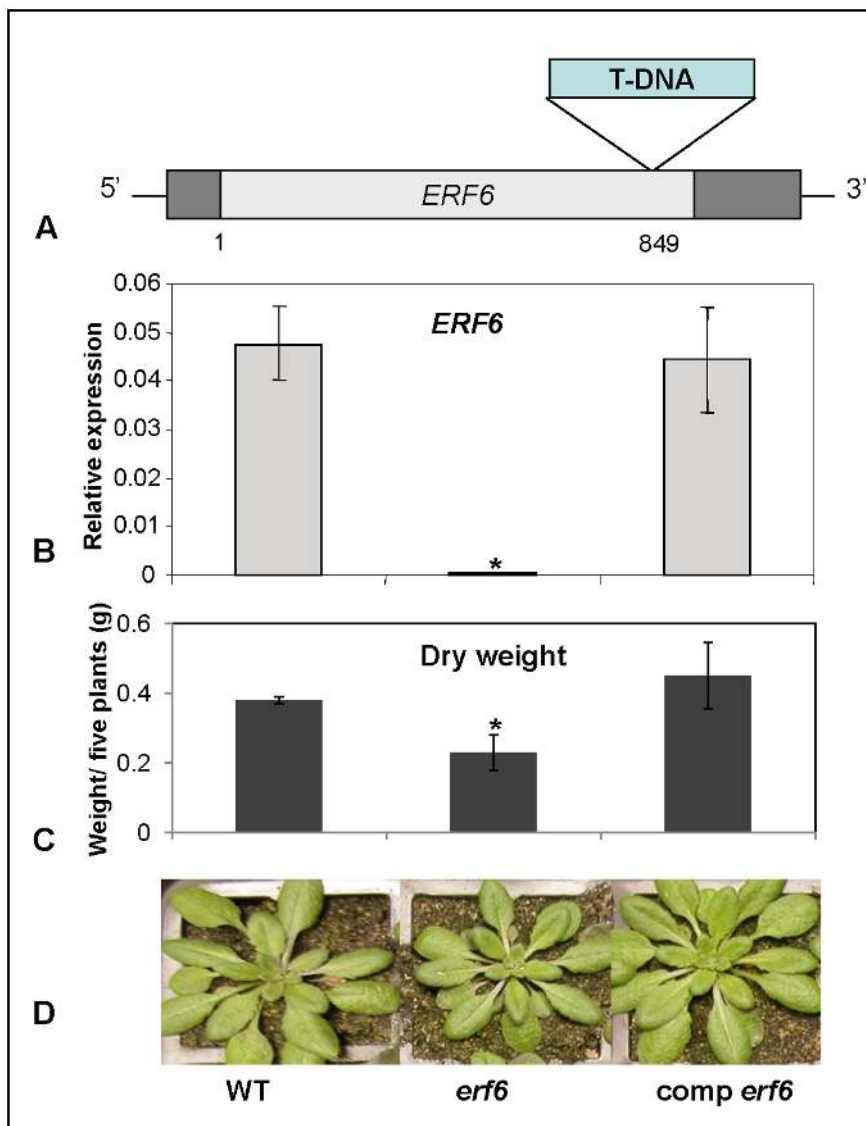 T-DNA
5’ ERF6 3’
A
1 849
0.06
0.05
0.04
0.03
0.02
0.01
0
Relative expression
ERF6
*
B
0.6
0.4
0.2
0
Weight/ five plants (g)
Dry weight
*
C
D
WT erf6 comp erf6